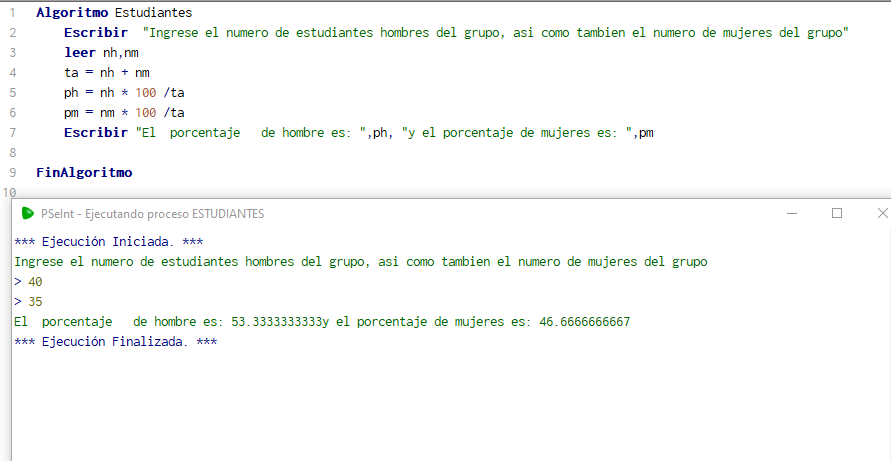 1 Algoritmo Estudiantes
2 Escribir "Ingrese el numero de estudiantes hombres del grupo, asi como tambien el numero de mujeres del grupo"
3 leer nh,nm
4 ta = nh + nm
5 ph = nh * 100 /ta
6 pm = nm * 100 /ta
7 Escribir "El  porcentaje   de hombre es: ",ph, "y el porcentaje de mujeres es: ",pm
8
9 FinAlgoritmo
10
PSeInt - Ejecutando proceso ESTUDIANTES
*** Ejecución Iniciada. ***
Ingrese el numero de estudiantes hombres del grupo, asi como tambien el numero de mujeres del grupo
> 40
> 35
El  porcentaje   de hombre es: 53.3333333333y el porcentaje de mujeres es: 46.6666666667
*** Ejecución Finalizada. ***